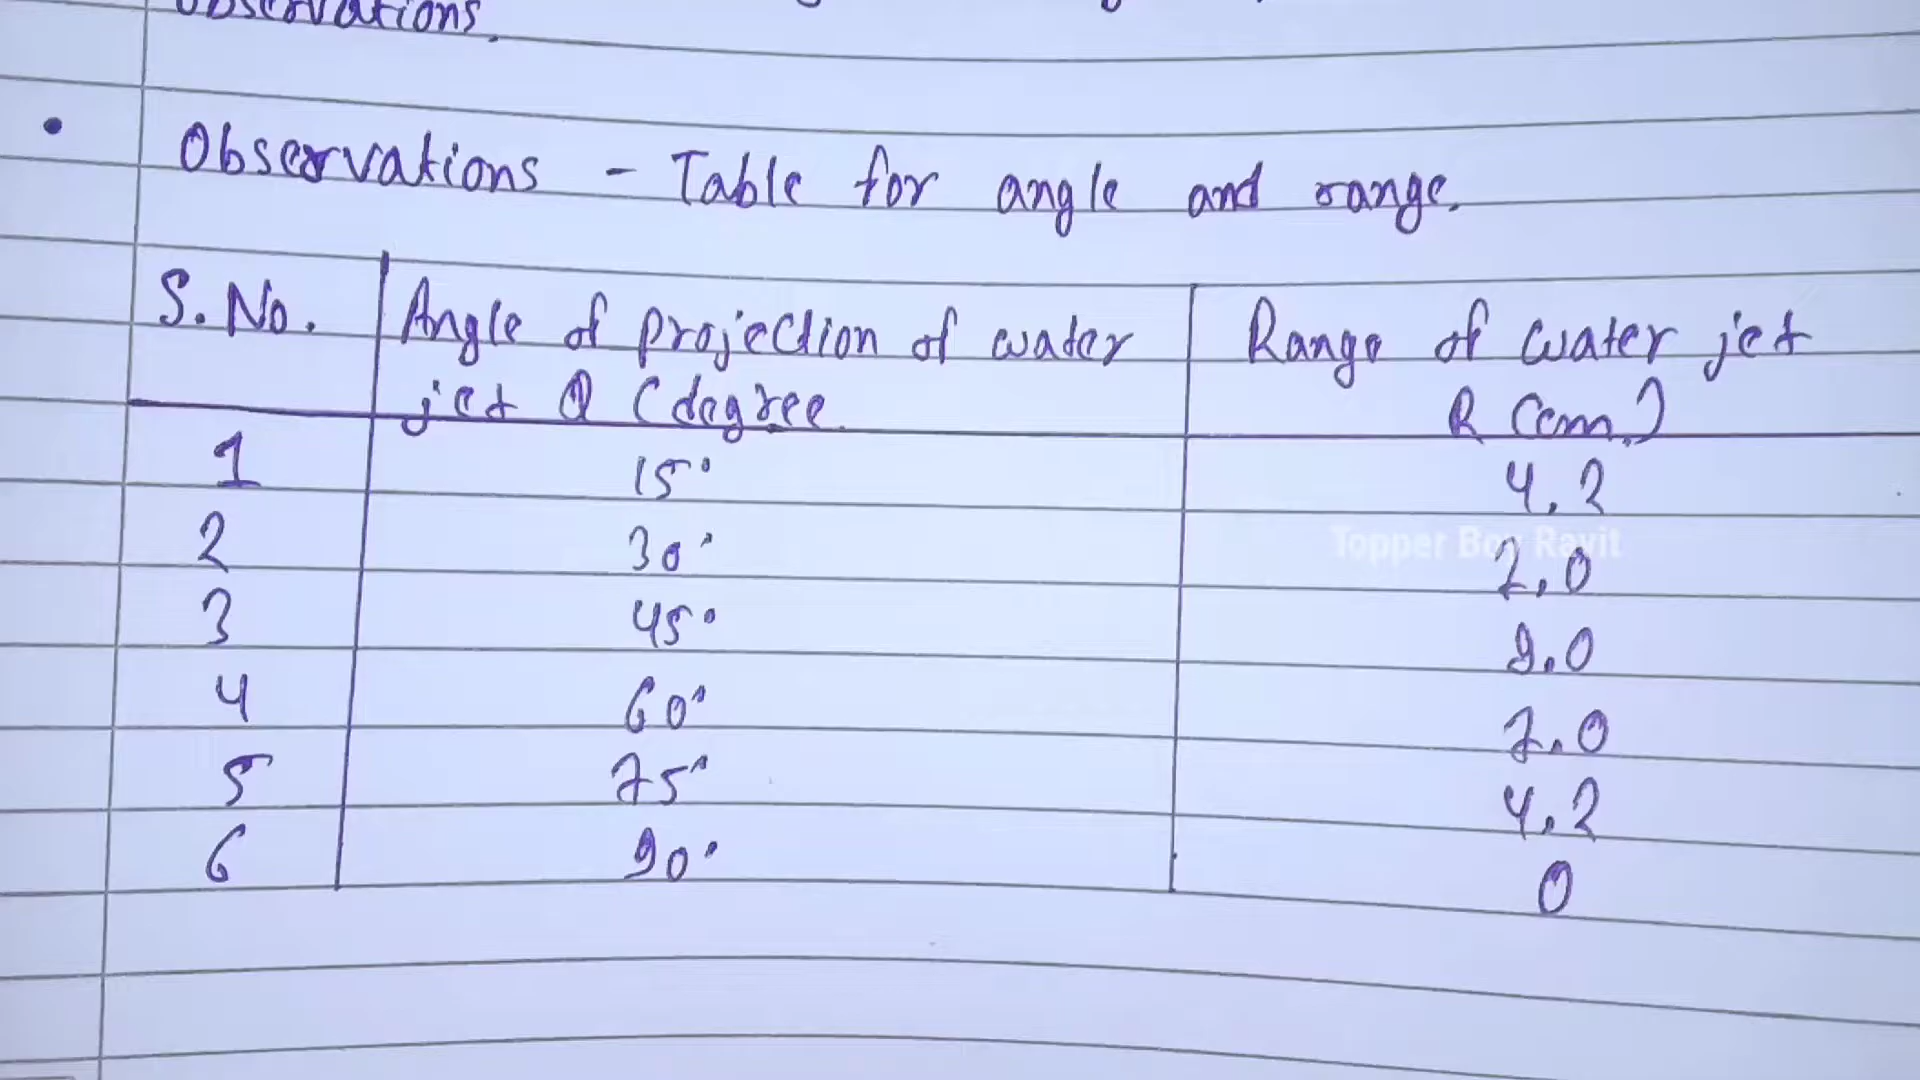 Observations.
Observations - Table for angle and range.
S. No. Angle of projection of water jet Q (degree Range of water jet R (cm.)
1 15° 4.2
2 30° 7.0
3 45° 9.0
4 60° 7.0
5 75° 4.2
6 90° 0
Topper Boy Ravit